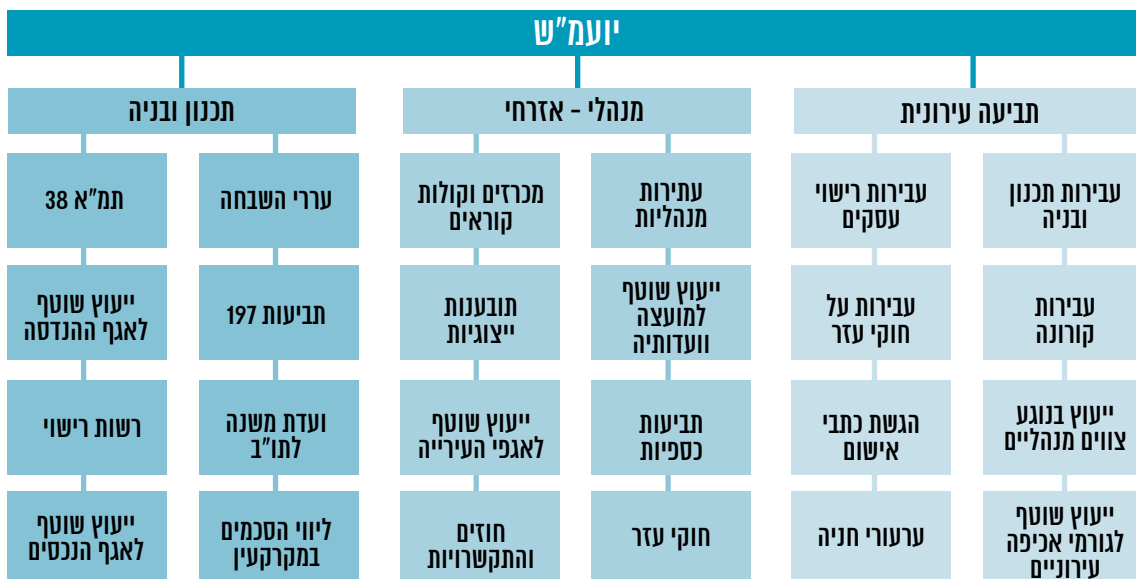 יועמ"ש
תביעה עירונית
עבירות תכנון
ובניה
עבירות
קורונה
ייעוץ בנוגע
צווים מנהליים
ייעוץ שוטף
לגורמי אכיפה
עירוניים
עבירות רישוי
עסקים
עבירות על
חוקי עזר
הגשת כתבי
אישום
ערעורי חניה
מנהלי - אזרחי
עתירות
מנהליות
ייעוץ שוטף
למועצה
וועדותיה
תביעות
כספיות
חוקי עזר
מכרזים וקולות
קוראים
תובענות
ייצוגיות
ייעוץ שוטף
לאגפי העירייה
חוזים
והתקשרויות
תכנון ובניה
עררי השבחה
תביעות 197
ועדת משנה
לתו"ב
ליווי הסכמים
במקרקעין
תמ"א 38
ייעוץ שוטף
לאגף ההנדסה
רשות רישוי
ייעוץ שוטף
לאגף הנכסים